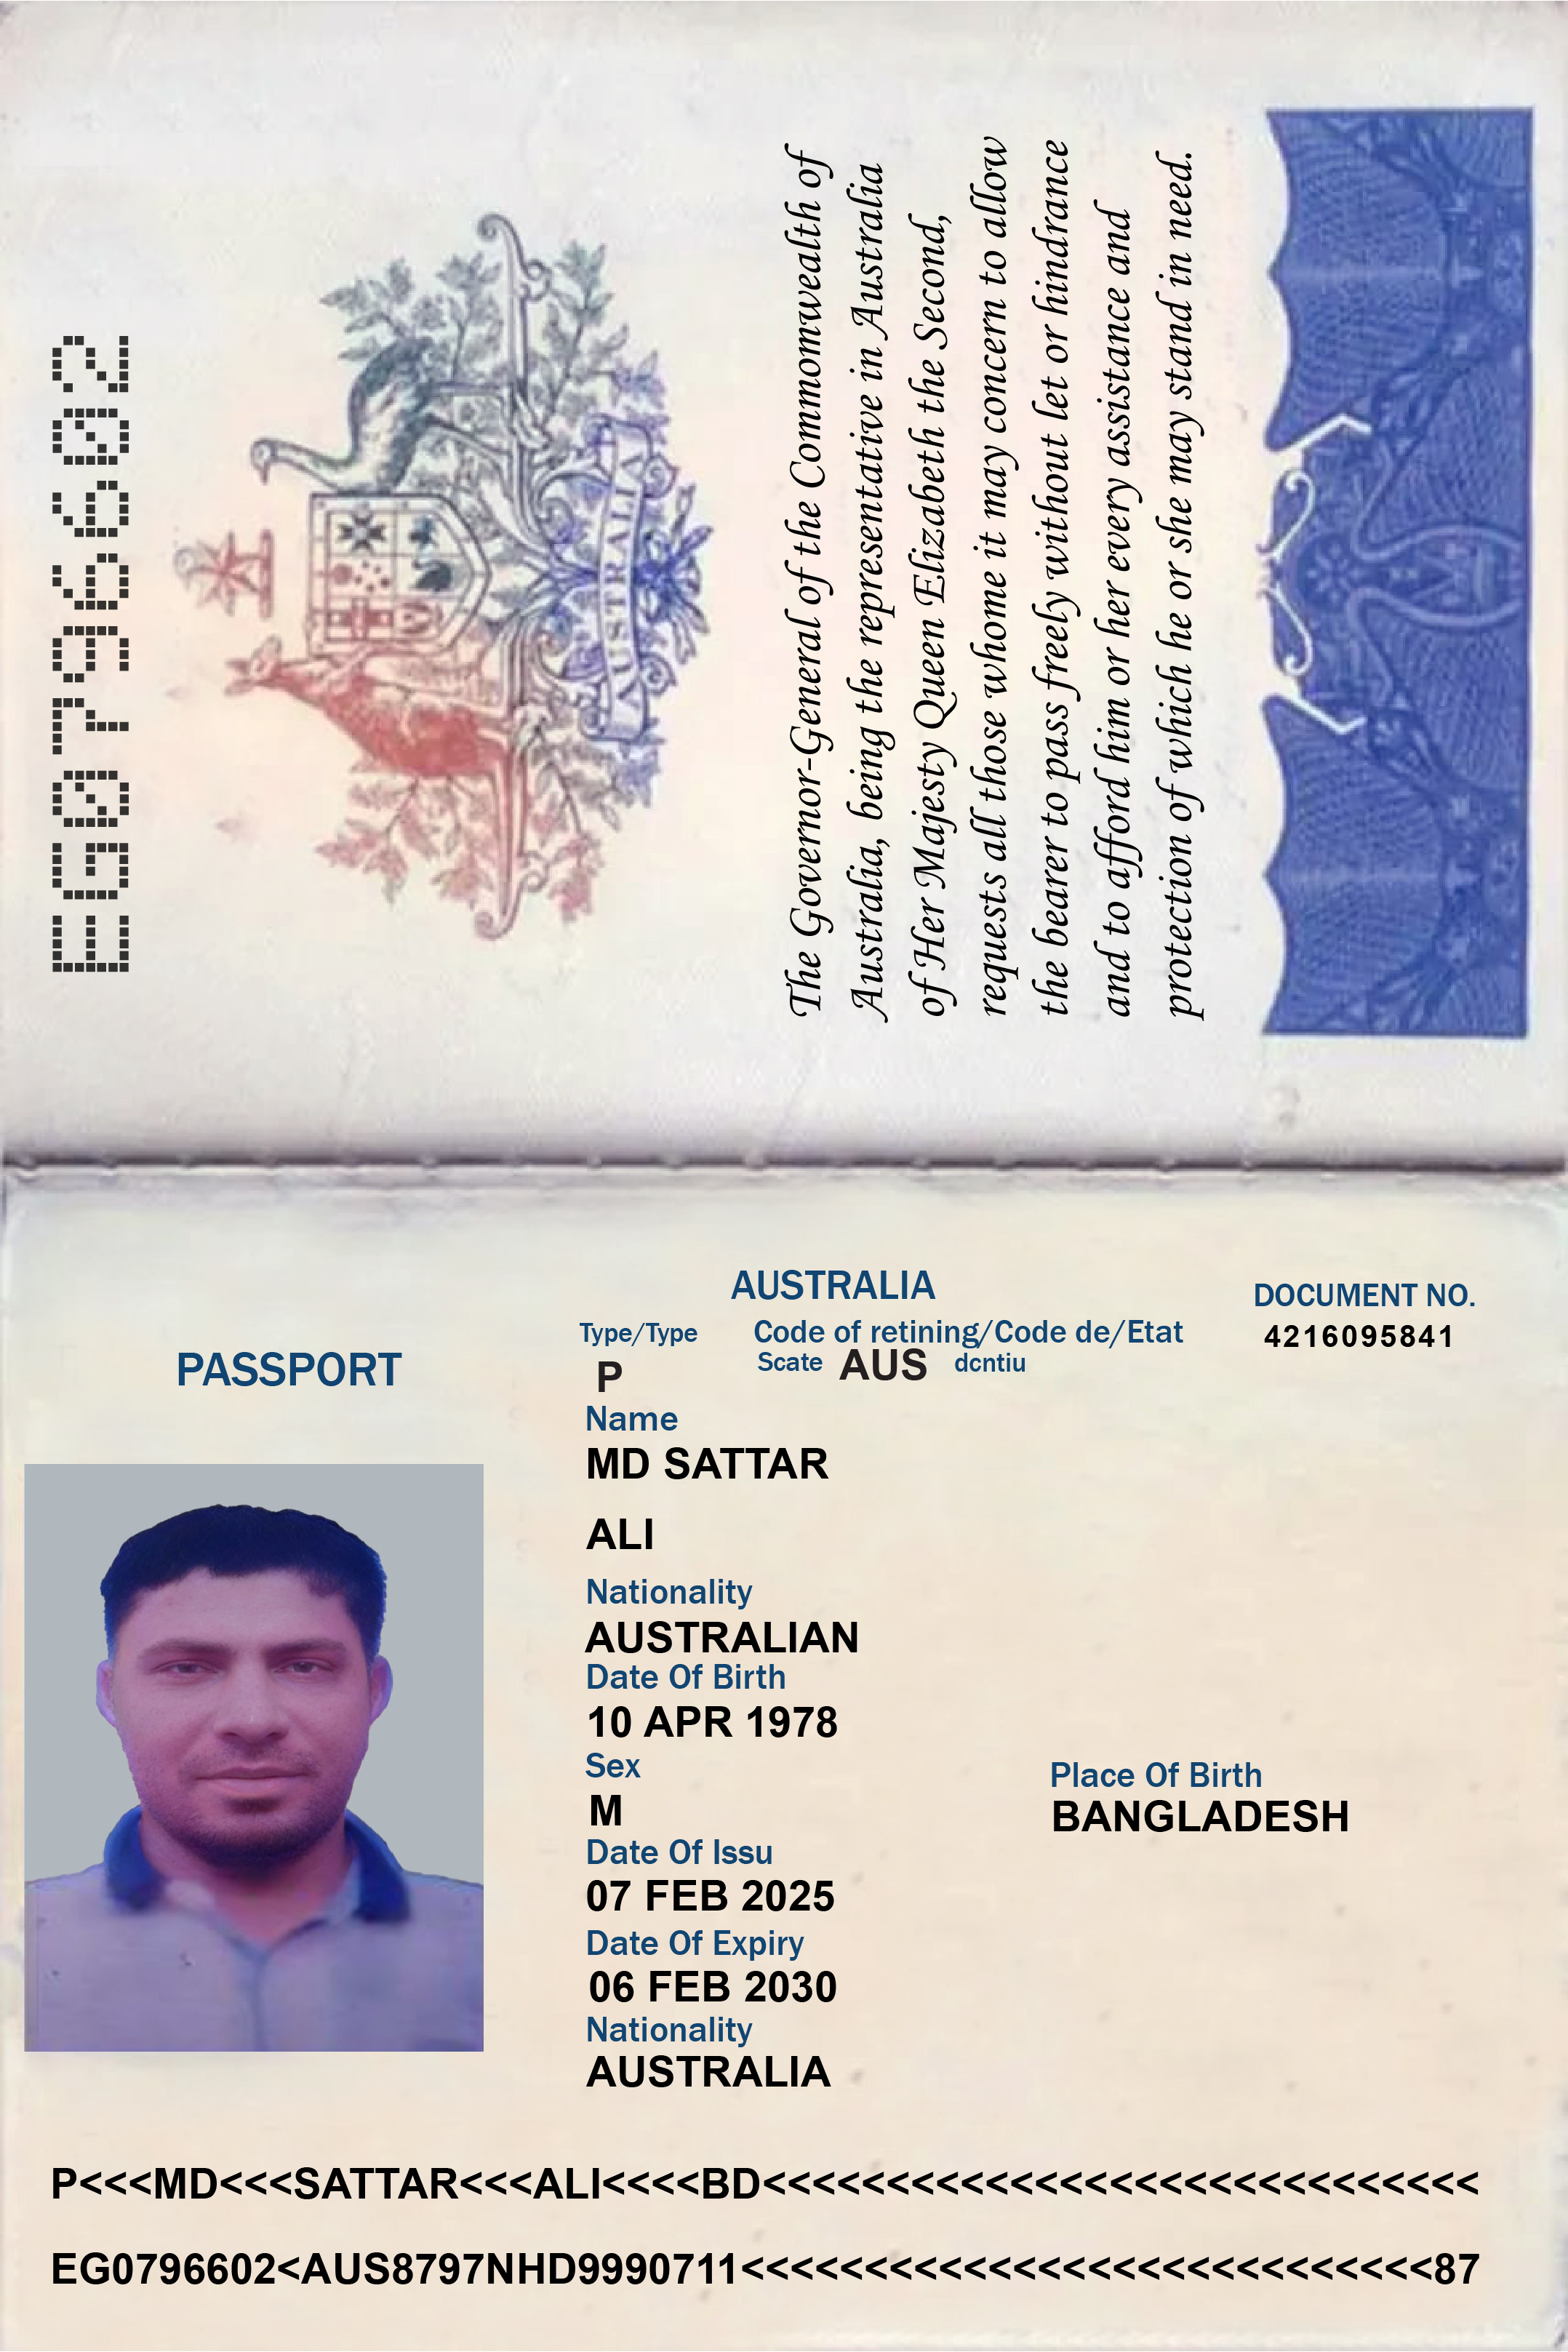 EG0796602
AUSTRALIA
The Governor-General of the Commonwealth of
Australia, being the representative in Australia
of Her Majesty Queen Elizabeth the Second,
requests all those whome it may concern to allow
the bearer to pass freely without let or hindrance
and to afford him or her every assistance and
protection of which he or she may stand in need.
AUSTRALIA
DOCUMENT NO.
Type/Type Code of retining/Code de/Etat
4216095841
PASSPORT
P Scate AUS dcntiu
Name
MD SATTAR
ALI
Nationality
AUSTRALIAN
Date Of Birth
10 APR 1978
Sex
Place Of Birth
M
BANGLADESH
Date Of Issu
07 FEB 2025
Date Of Expiry
06 FEB 2030
Nationality
AUSTRALIA
P<<<MD<<<SATTAR<<<ALI<<<<BD<<<<<<<<<<<<<<<<<<<<<<<<<<<<<
EG0796602<AUS8797NHD9990711<<<<<<<<<<<<<<<<<<<<<<<<<<<<87